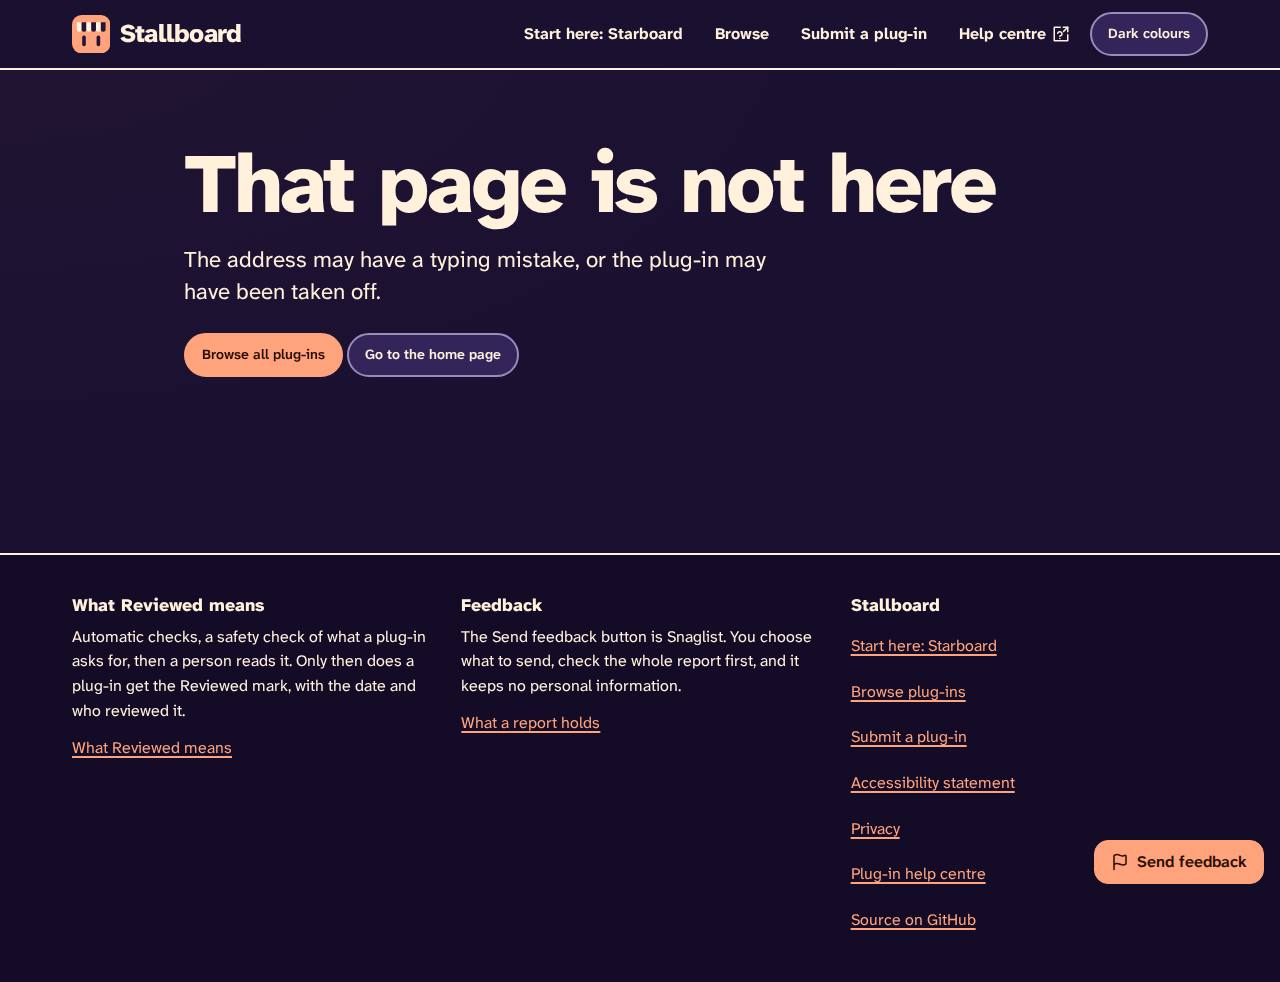 Stallboard
Start here: Starboard
Browse
Submit a plug-in
Help centre
Dark colours
That page is not here
The address may have a typing mistake, or the plug-in may
have been taken off.
Browse all plug-ins
Go to the home page
What Reviewed means
Automatic checks, a safety check of what a plug-in
asks for, then a person reads it. Only then does a
plug-in get the Reviewed mark, with the date and
who reviewed it.
What Reviewed means
Feedback
The Send feedback button is Snaglist. You choose
what to send, check the whole report first, and it
keeps no personal information.
What a report holds
Stallboard
Start here: Starboard
Browse plug-ins
Submit a plug-in
Accessibility statement
Privacy
Plug-in help centre
Source on GitHub
Send feedback